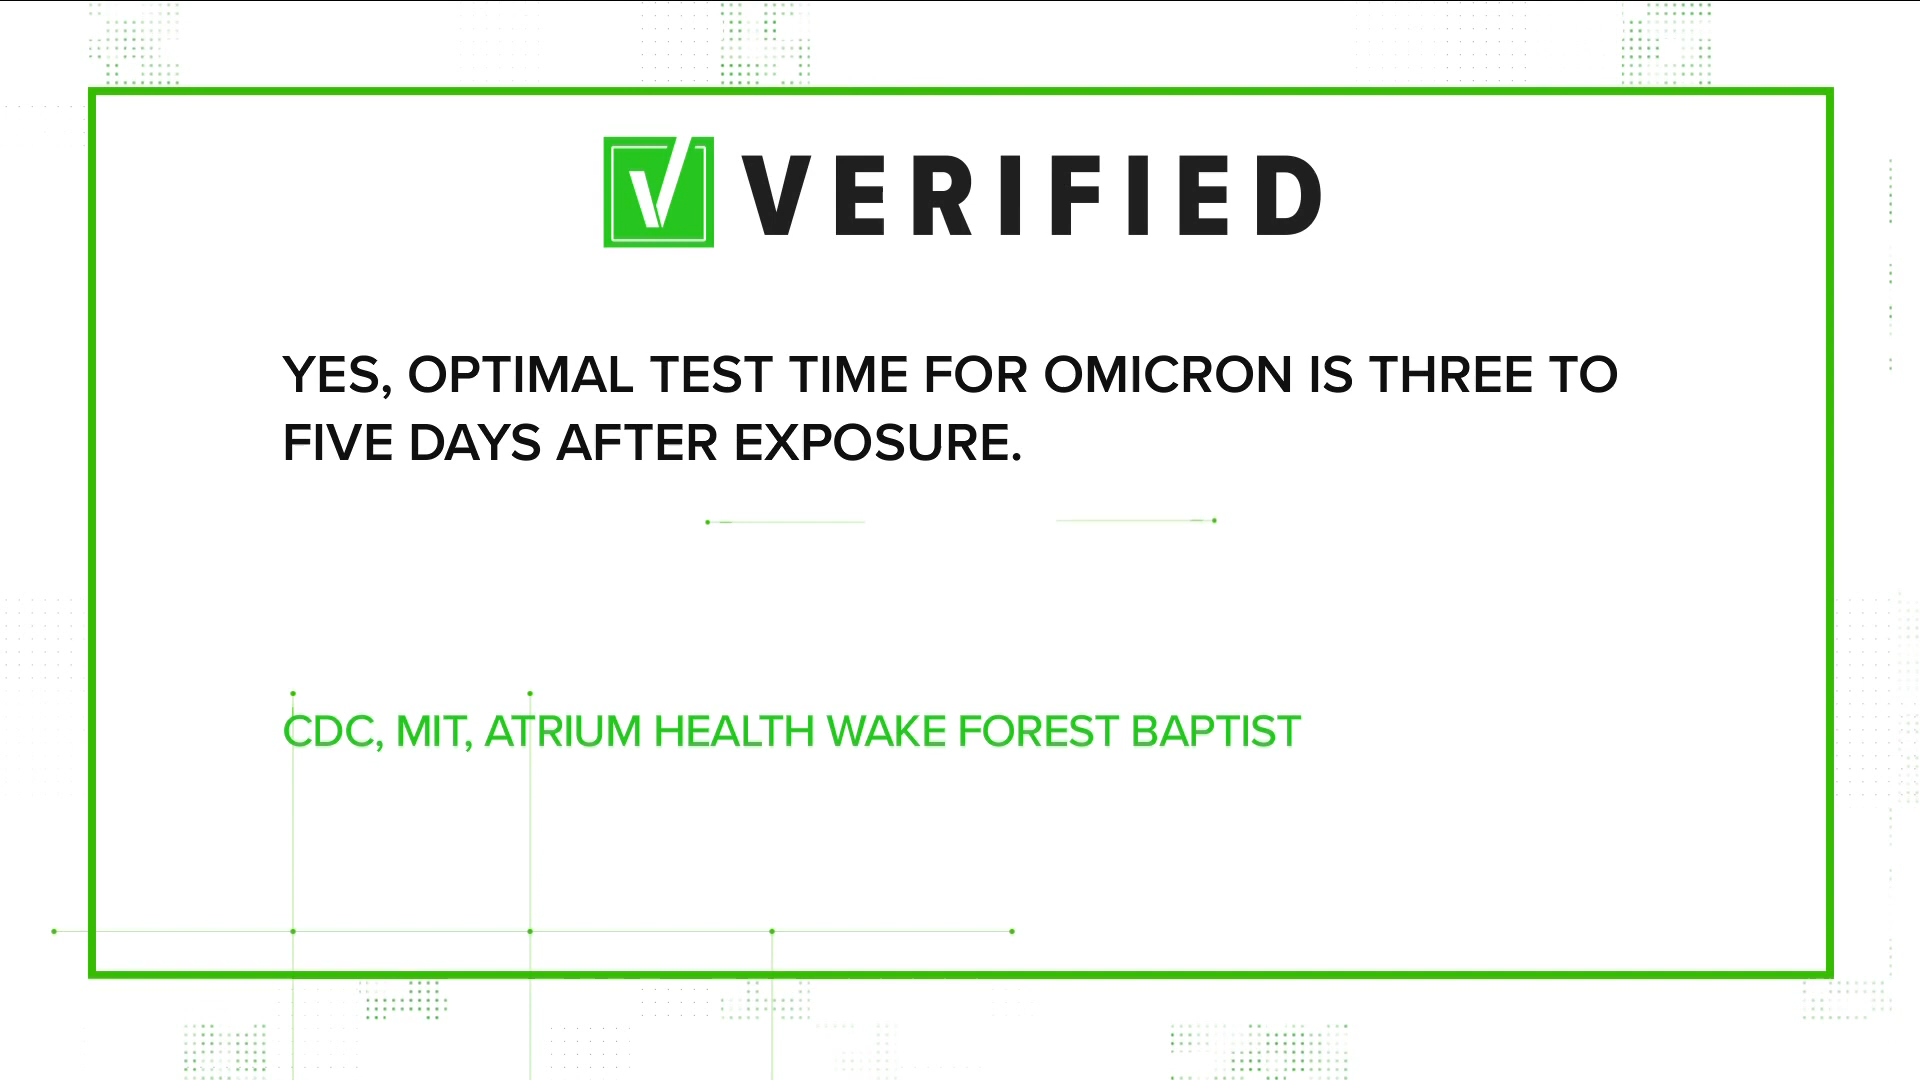 VERIFIED
YES, OPTIMAL TEST TIME FOR OMICRON IS THREE TO
FIVE DAYS AFTER EXPOSURE.
CDC, MIT, ATRIUM HEALTH WAKE FOREST BAPTIST